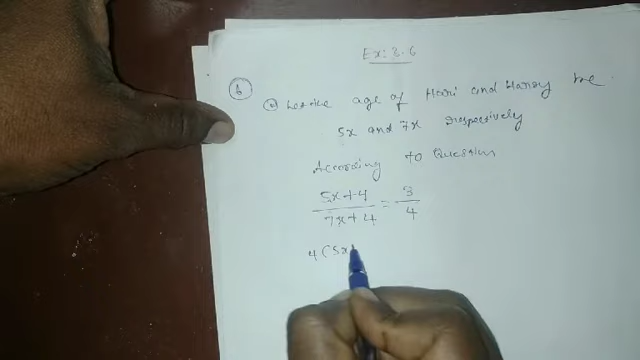 Ex: 3.6
6
a Let the age of Hari and Harry be
5x and 7x respectively
According to Question
5x+4 / 7x+4 = 3 / 4
4 (5x